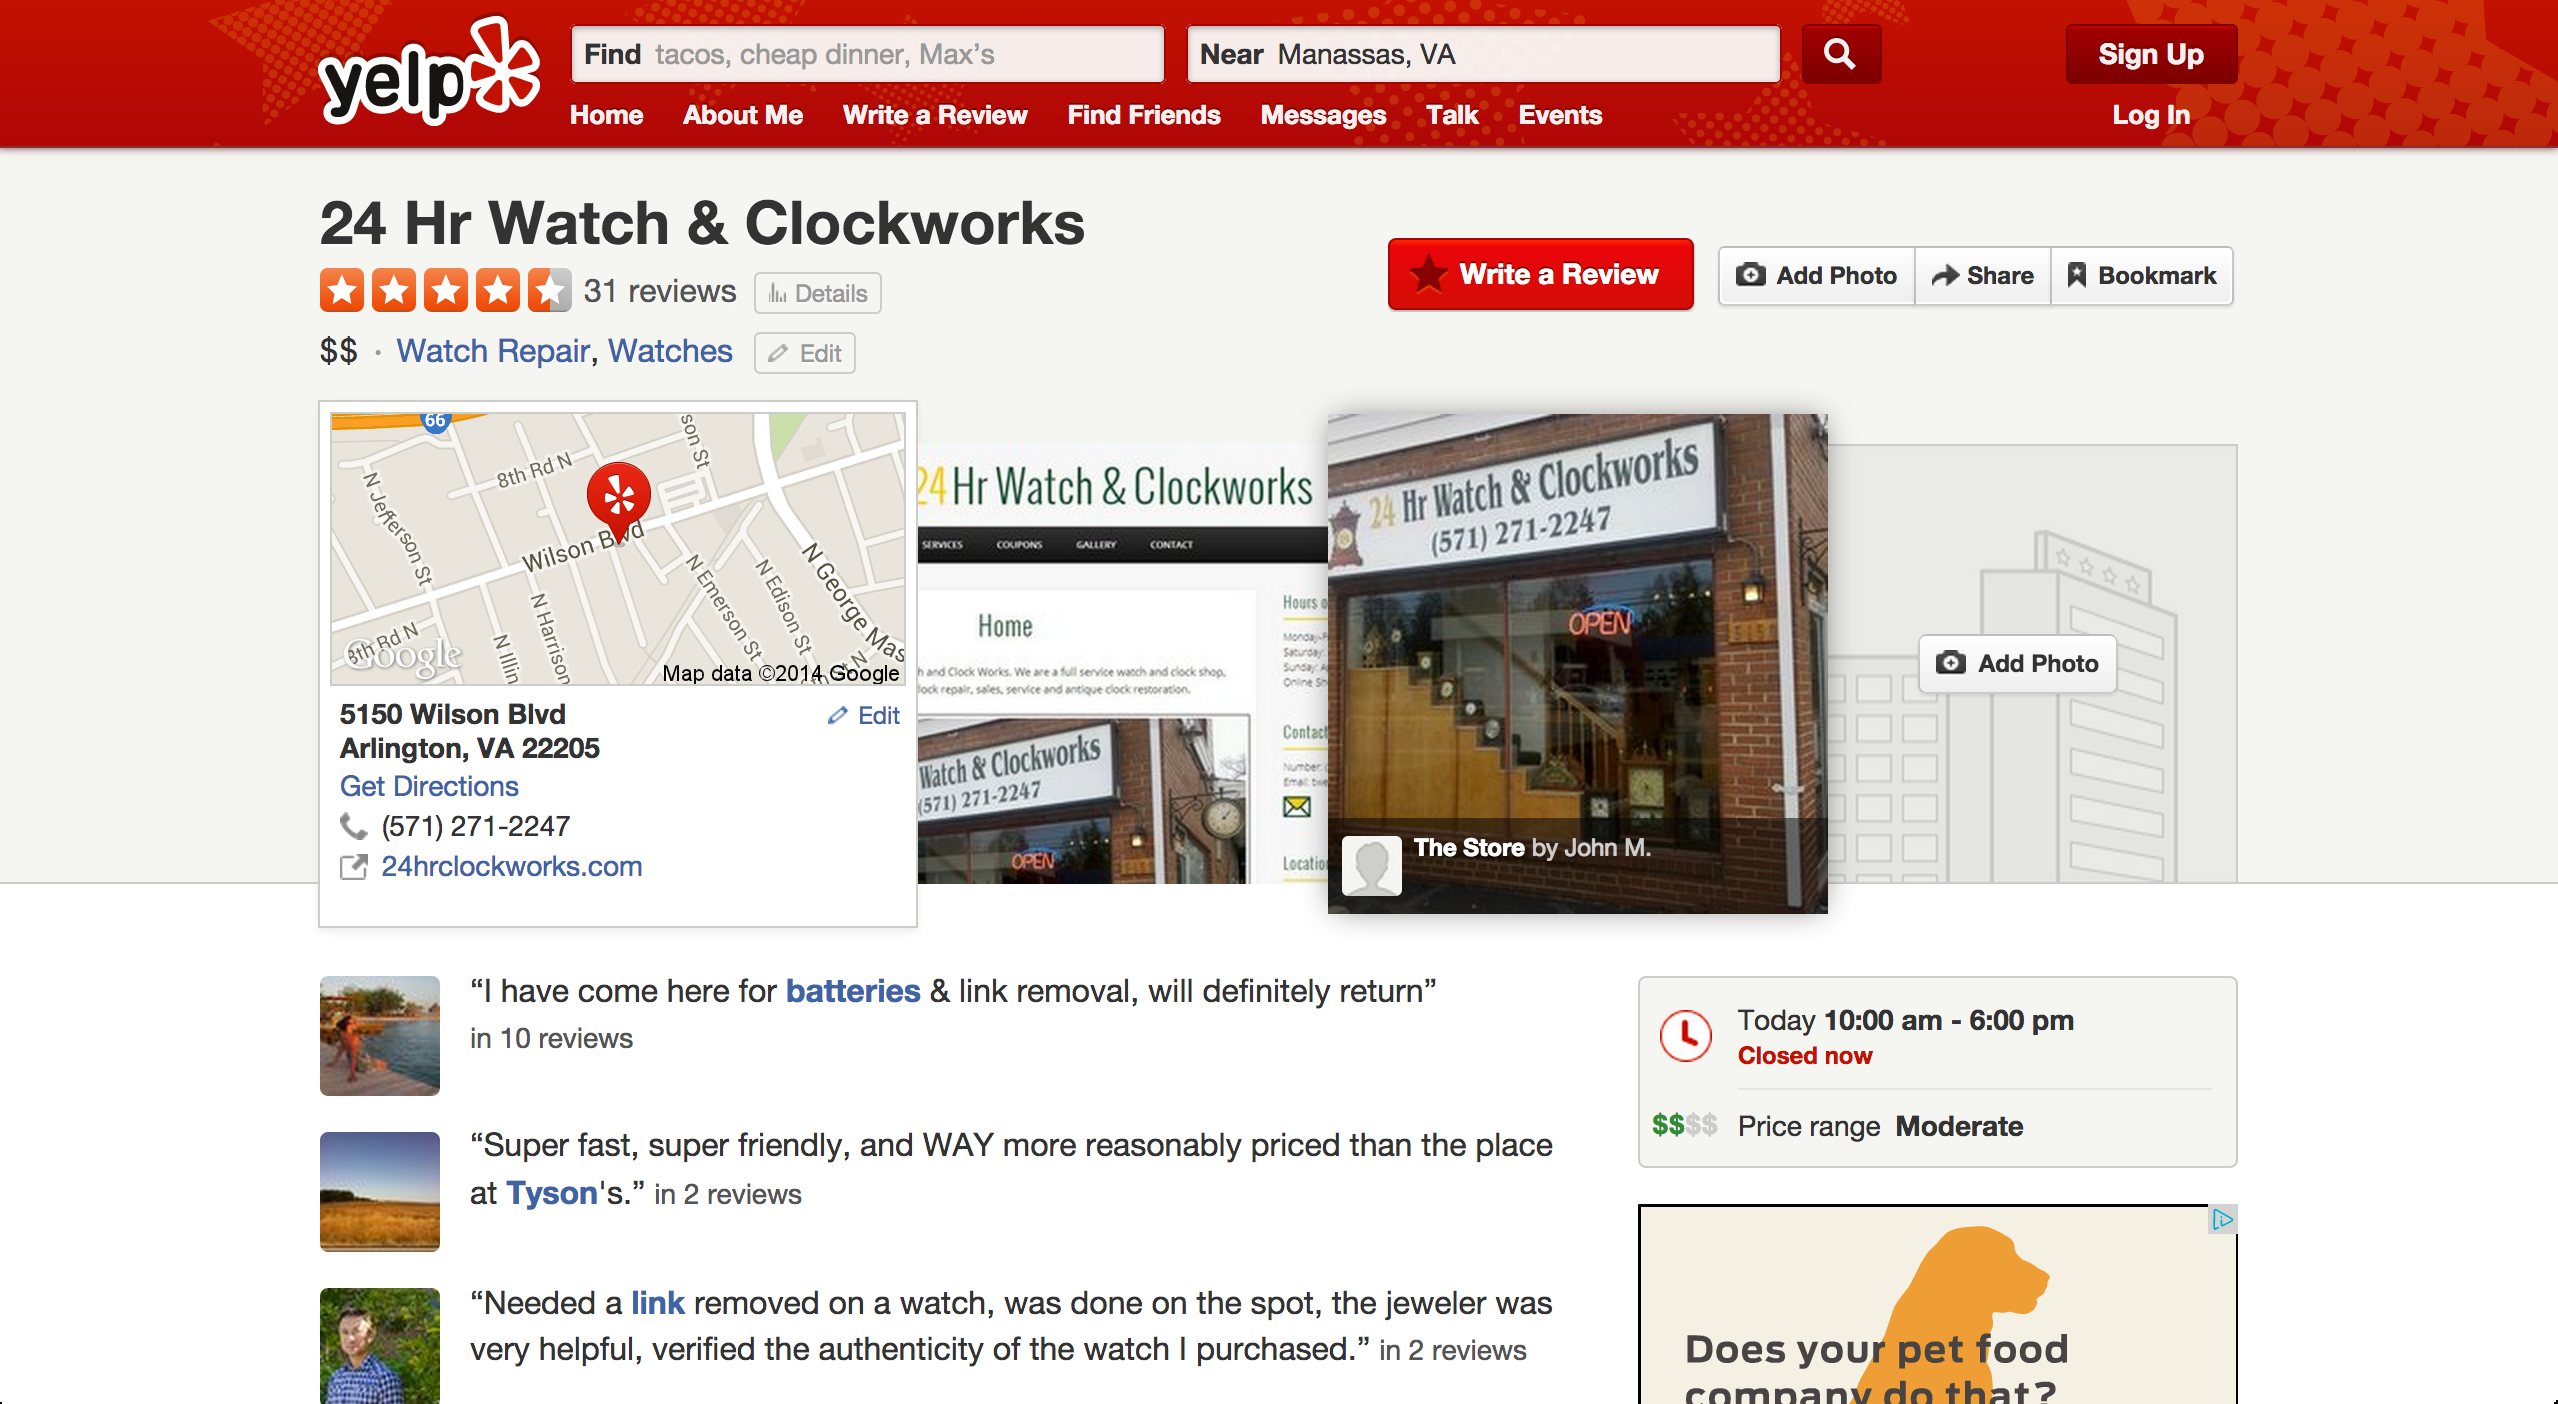 yelp
Find tacos, cheap dinner, Max's
Near Manassas, VA
Sign Up
Home About Me Write a Review Find Friends Messages Talk Events
Log In
24 Hr Watch & Clockworks
31 reviews Details
$$ · Watch Repair, Watches Edit
Write a Review
Add Photo Share Bookmark
66
8th Rd N
son St
N Jefferson St
Wilson Blvd
N Harrison
N Emerson St
N Edison St
N George Mas
8th Rd N
N Illin
Google
Map data ©2014 Google
5150 Wilson Blvd
Edit
Arlington, VA 22205
Get Directions
(571) 271-2247
24hrclockworks.com
24 Hr Watch & Clockworks
SERVICES COUPONS GALLERY CONTACT
Home
h and Clock Works. We are a full service watch and clock shop,
lock repair, sales, service and antique clock restoration.
Hours o
Monday-F
Saturday:
Sunday: A
Online Sh
Contact
Number: (
Email: twe
Location
Watch & Clockworks
(571) 271-2247
OPEN
24 Hr Watch & Clockworks
(571) 271-2247
OPEN
The Store by John M.
Add Photo
“I have come here for batteries & link removal, will definitely return”
in 10 reviews
“Super fast, super friendly, and WAY more reasonably priced than the place
at Tyson's.” in 2 reviews
“Needed a link removed on a watch, was done on the spot, the jeweler was
very helpful, verified the authenticity of the watch I purchased.” in 2 reviews
Today 10:00 am - 6:00 pm
Closed now
$$$$ Price range Moderate
Does your pet food
company do that?